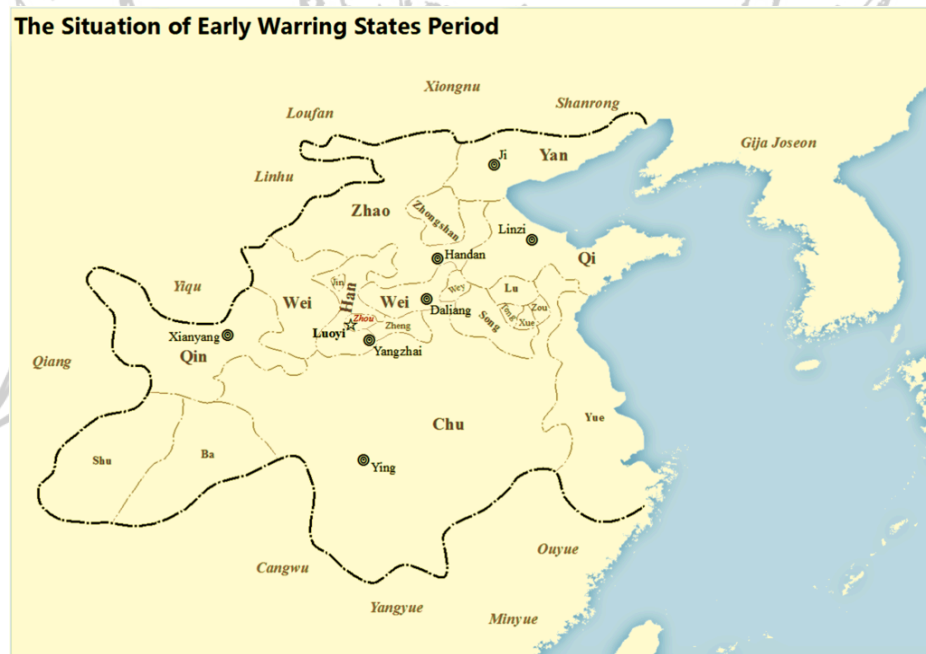 The Situation of Early Warring States Period
Xiongnu
Loufan
Shanrong
Gija Joseon
Ji
Yan
Linhu
Zhao
Zhongshan
Linzi
Handan
Qi
Yiqu
Jin
Han
Wei
Wei
Wey
Lu
Daliang
Zou
Teng
Xue
Song
Zhou
Luoyi
Zheng
Xianyang
Yangzhai
Qin
Qiang
Chu
Yue
Shu
Ba
Ying
Ouyue
Cangwu
Yangyue
Minyue